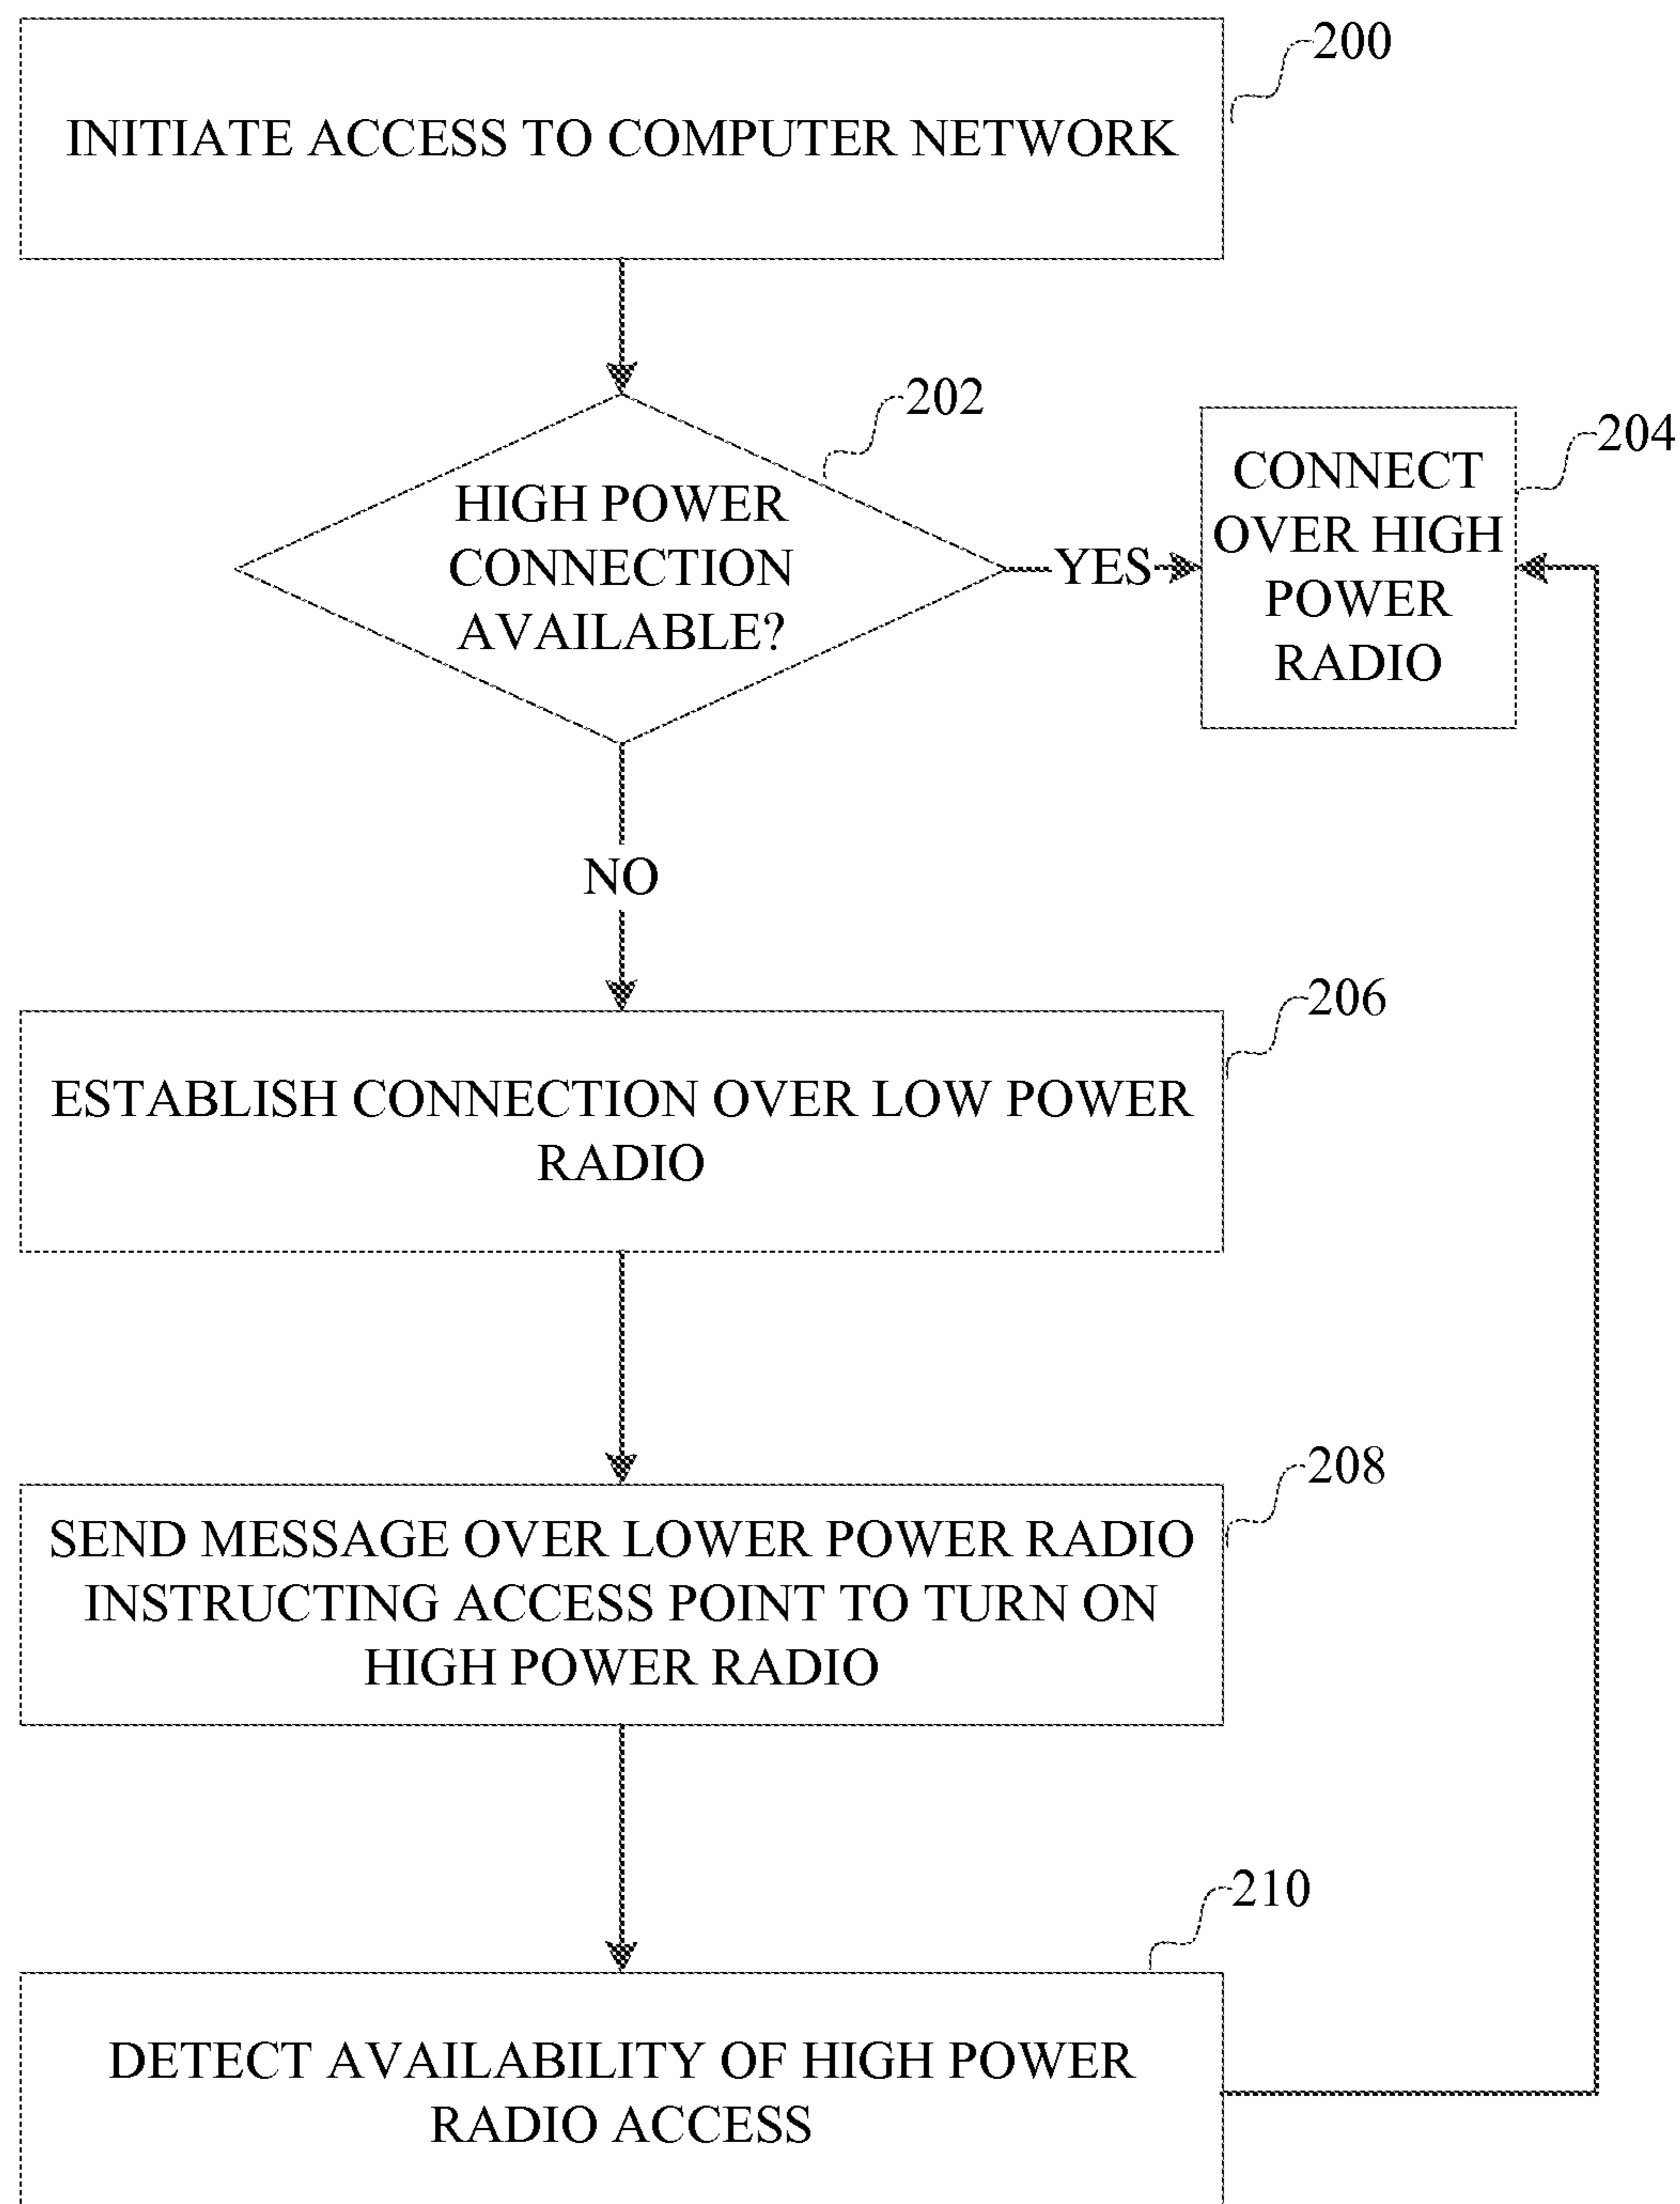 200
INITIATE ACCESS TO COMPUTER NETWORK
202
HIGH POWER
CONNECTION
AVAILABLE?
YES
204
CONNECT
OVER HIGH
POWER
RADIO
NO
206
ESTABLISH CONNECTION OVER LOW POWER
RADIO
208
SEND MESSAGE OVER LOWER POWER RADIO
INSTRUCTING ACCESS POINT TO TURN ON
HIGH POWER RADIO
210
DETECT AVAILABILITY OF HIGH POWER
RADIO ACCESS